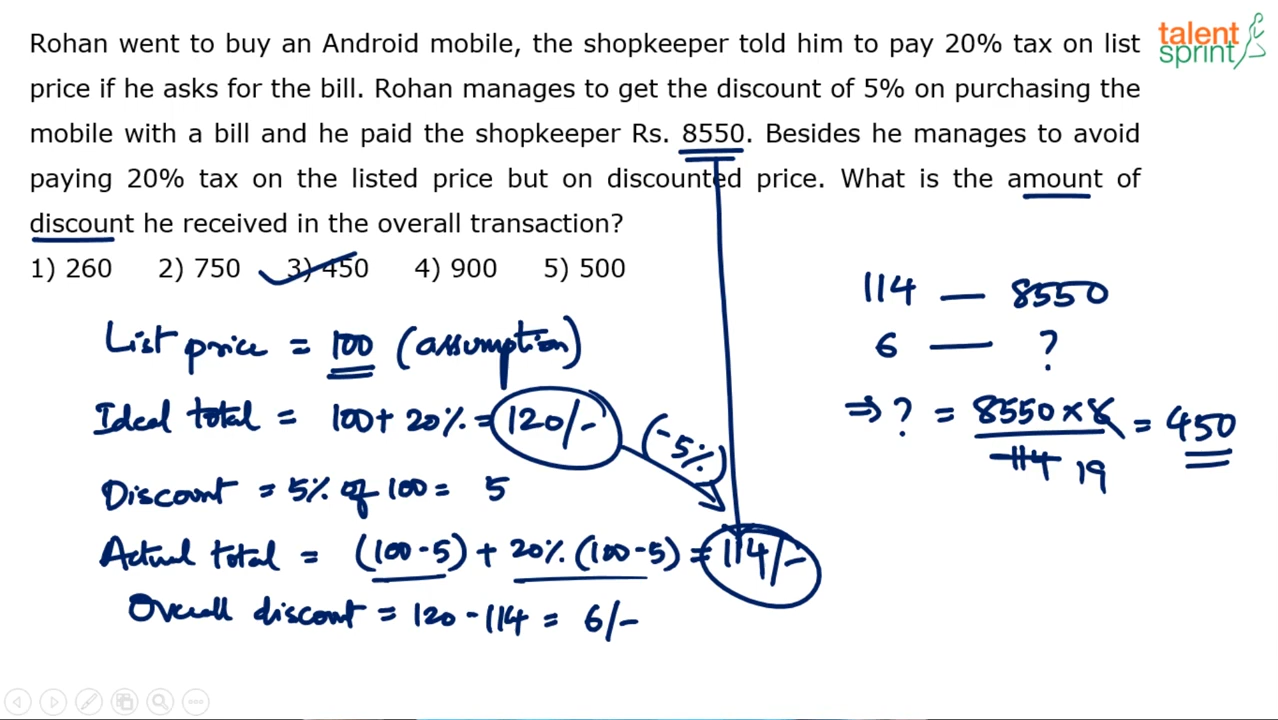 talent
sprint
Rohan went to buy an Android mobile, the shopkeeper told him to pay 20% tax on list
price if he asks for the bill. Rohan manages to get the discount of 5% on purchasing the
mobile with a bill and he paid the shopkeeper Rs. 8550. Besides he manages to avoid
paying 20% tax on the listed price but on discounted price. What is the amount of
discount he received in the overall transaction?
1) 260 2) 750 3) 450 4) 900 5) 500
List price = 100 (assumption)
Ideal total = 100 + 20% = 120/-
(-5%)
Discount = 5% of 100 = 5
Actual total = (100-5) + 20% (100-5) = 114/-
Overall discount = 120 - 114 = 6/-
114 — 8550
6 — ?
⇒ ? = 8550 × 6 / 114 19 = 450